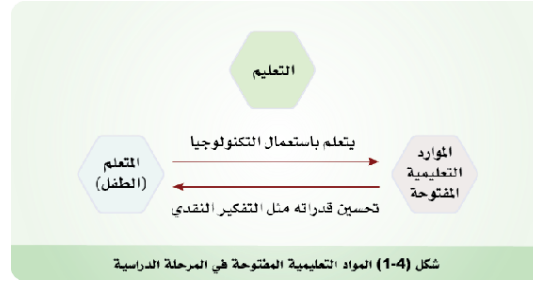 التعليم
الموارد
التعليمية
المفتوحة
يتعلم باستعمال التكنولوجيا
المتعلم
(الطفل)
تحسين قدراته مثل التفكير النقدي
شكل (4-1) المواد التعليمية المفتوحة في المرحلة الدراسية